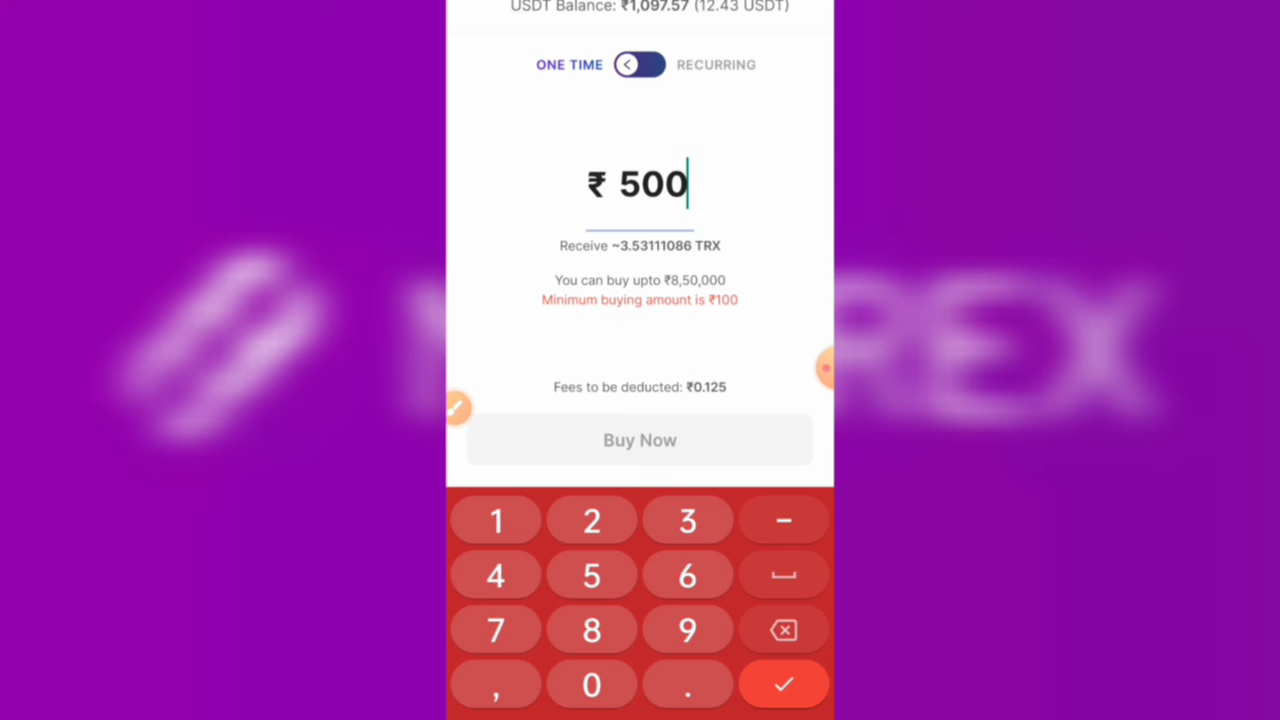 USDT Balance: ₹1,097.57 (12.43 USDT)
ONE TIME RECURRING
₹ 500
Receive ~3.53111086 TRX
You can buy upto ₹8,50,000
Minimum buying amount is ₹100
Fees to be deducted: ₹0.125
Buy Now
1 2 3 -
4 5 6
7 8 9
, 0 .
REX